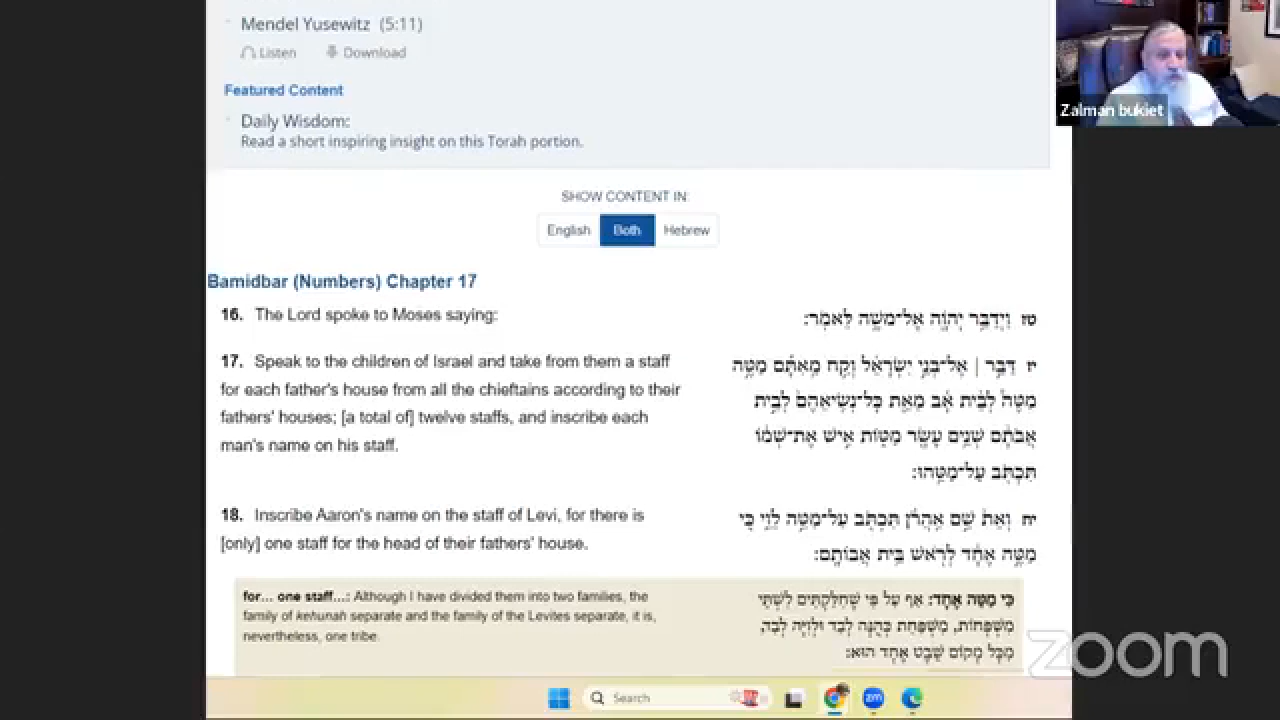 Mendel Yusewitz (5:11)
Listen Download
Featured Content
Daily Wisdom:
Read a short inspiring insight on this Torah portion.
Zalman bukiet
SHOW CONTENT IN:
English Both Hebrew
Bamidbar (Numbers) Chapter 17
16. The Lord spoke to Moses saying:
טז וַיְדַבֵּ֥ר יְהֹוָ֖ה אֶל־משֶׁ֥ה לֵּאמֹֽר:
17. Speak to the children of Israel and take from them a staff
for each father's house from all the chieftains according to their
fathers' houses; [a total of] twelve staffs, and inscribe each
man's name on his staff.
יז דַּבֵּ֣ר | אֶל־בְּנֵ֣י יִשְׂרָאֵ֗ל וְקַ֣ח מֵֽאִתָּ֡ם מַטֶּ֣ה
מַטֶּה֩ לְבֵ֨ית אָ֜ב מֵאֵ֤ת כָּל־נְשִֽׂיאֵהֶם֙ לְבֵ֣ית
אֲבֹתָ֔ם שְׁנֵ֥ים עָשָׂ֖ר מַטּ֑וֹת אִ֣ישׁ אֶת־שְׁמ֔וֹ
תִּכְתֹּ֖ב עַל־מַטֵּֽהוּ:
18. Inscribe Aaron's name on the staff of Levi, for there is
[only] one staff for the head of their fathers' house.
יח וְאֵת֙ שֵׁ֣ם אַֽהֲרֹ֔ן תִּכְתֹּ֖ב עַל־מַטֵּ֣ה לֵוִ֑י כִּ֚י
מַטֶּ֣ה אֶחָ֔ד לְרֹ֖אשׁ בֵּ֥ית אֲבוֹתָֽם:
for... one staff...: Although I have divided them into two families, the
family of kehunah separate and the family of the Levites separate, it is,
nevertheless, one tribe.
כִּי מַטֶּה אֶחָד: אַף עַל פִּי שֶׁחִלַּקְתִּים לִשְׁתֵּי
מִשְׁפָּחוֹת, מִשְׁפַּחַת כְּהֻנָּה לְבַד וּלְוִיָּה לְבַד,
מִכָּל מָקוֹם שֵׁבֶט אֶחָד הוּא:
zoom
Search
zm